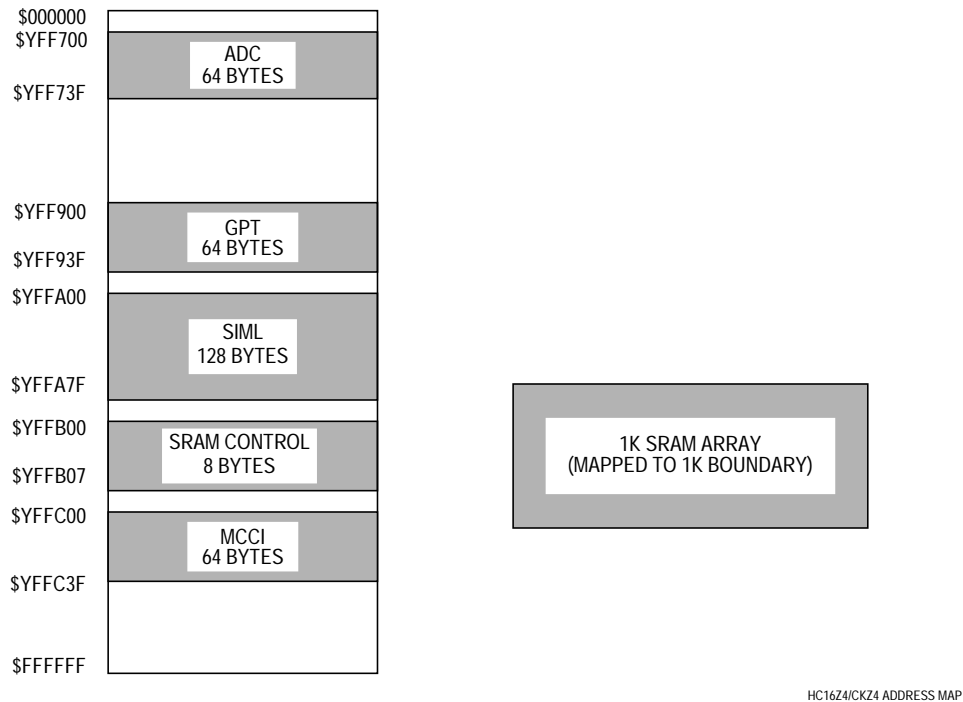 $000000
$YFF700
ADC
64 BYTES
$YFF73F
$YFF900
GPT
64 BYTES
$YFF93F
$YFFA00
SIML
128 BYTES
$YFFA7F
$YFFB00
SRAM CONTROL
8 BYTES
$YFFB07
$YFFC00
MCCI
64 BYTES
$YFFC3F
$FFFFFF
1K SRAM ARRAY
(MAPPED TO 1K BOUNDARY)
HC16Z4/CKZ4 ADDRESS MAP